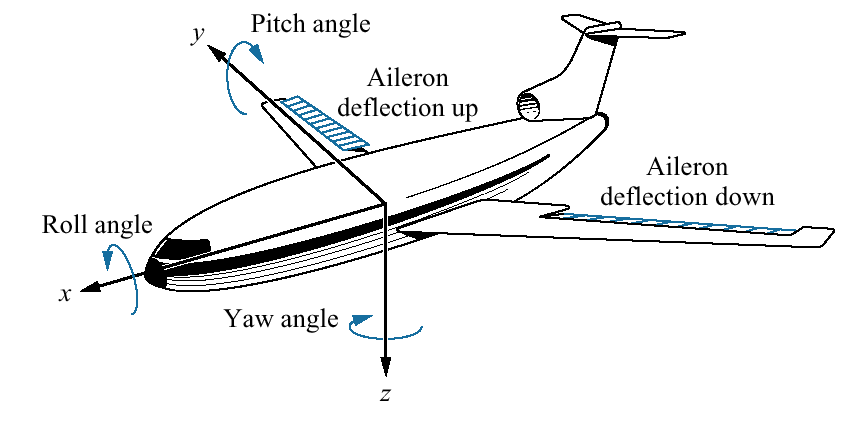 Pitch angle
y
Aileron
deflection up
Aileron
deflection down
Roll angle
x
Yaw angle
z